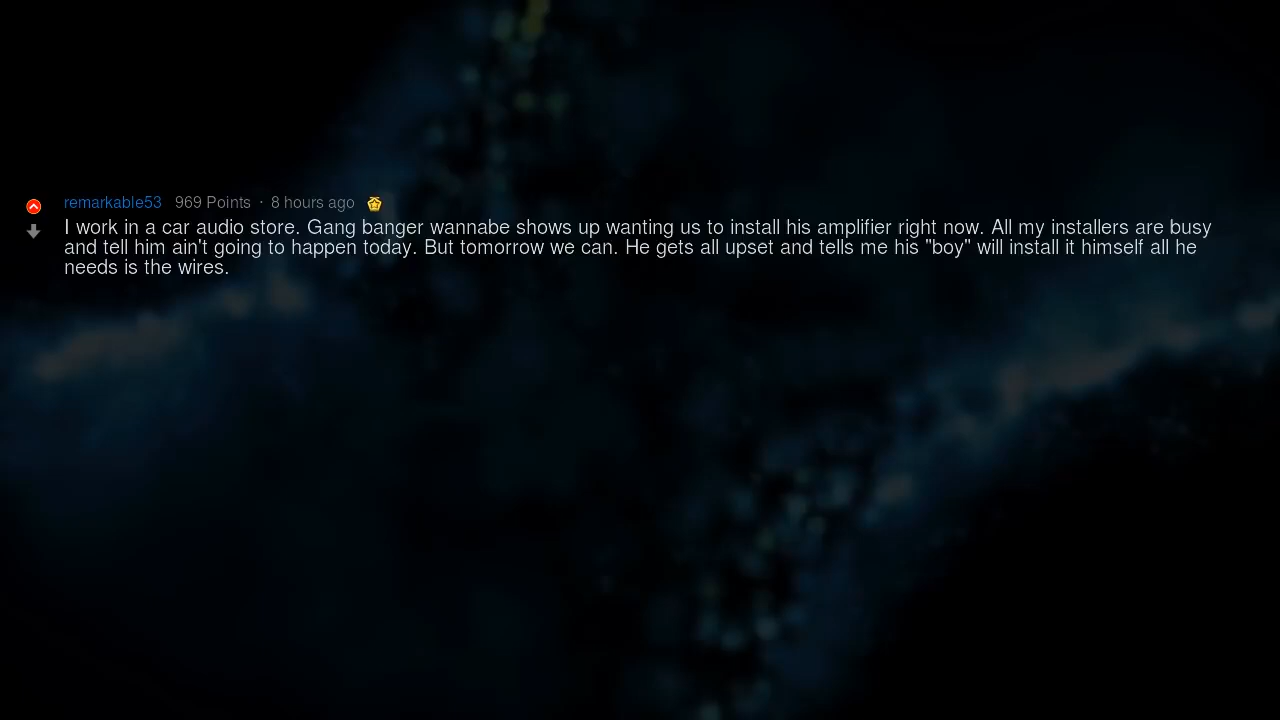 remarkable53 969 Points · 8 hours ago
I work in a car audio store. Gang banger wannabe shows up wanting us to install his amplifier right now. All my installers are busy
and tell him ain't going to happen today. But tomorrow we can. He gets all upset and tells me his "boy" will install it himself all he
needs is the wires.